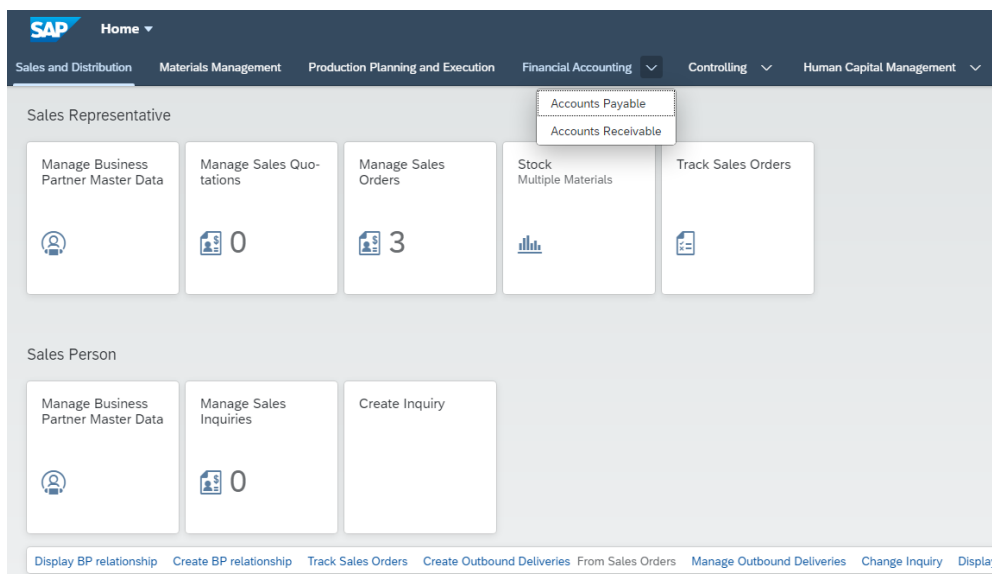 SAP Home
Sales and Distribution Materials Management Production Planning and Execution Financial Accounting Controlling Human Capital Management
Accounts Payable
Accounts Receivable
Sales Representative
Manage Business
Partner Master Data
Manage Sales Quo-
tations
0
Manage Sales
Orders
3
Stock
Multiple Materials
Track Sales Orders
Sales Person
Manage Business
Partner Master Data
Manage Sales
Inquiries
0
Create Inquiry
Display BP relationship Create BP relationship Track Sales Orders Create Outbound Deliveries From Sales Orders Manage Outbound Deliveries Change Inquiry